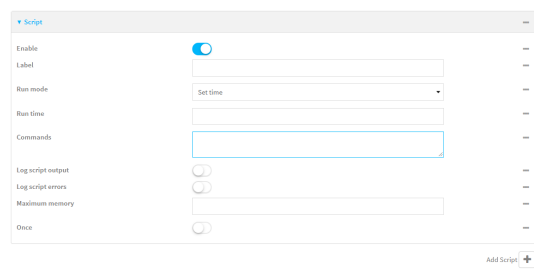 ▼ Script
Enable
Label
Run mode
Set time
Run time
Commands
Log script output
Log script errors
Maximum memory
Once
Add Script